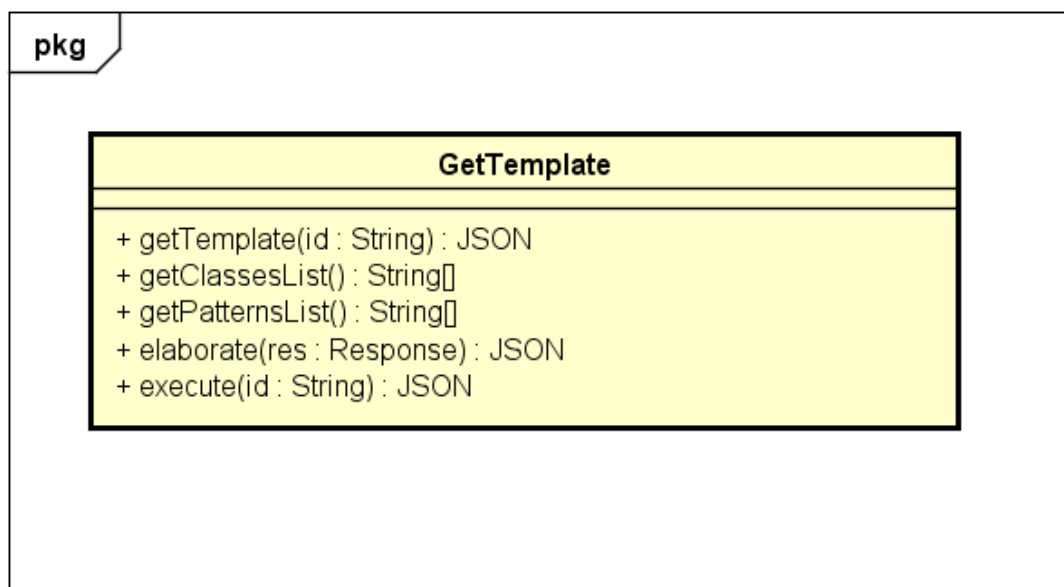 pkg
GetTemplate
+ getTemplate(id : String) : JSON
+ getClassesList() : String[]
+ getPatternsList() : String[]
+ elaborate(res : Response) : JSON
+ execute(id : String) : JSON